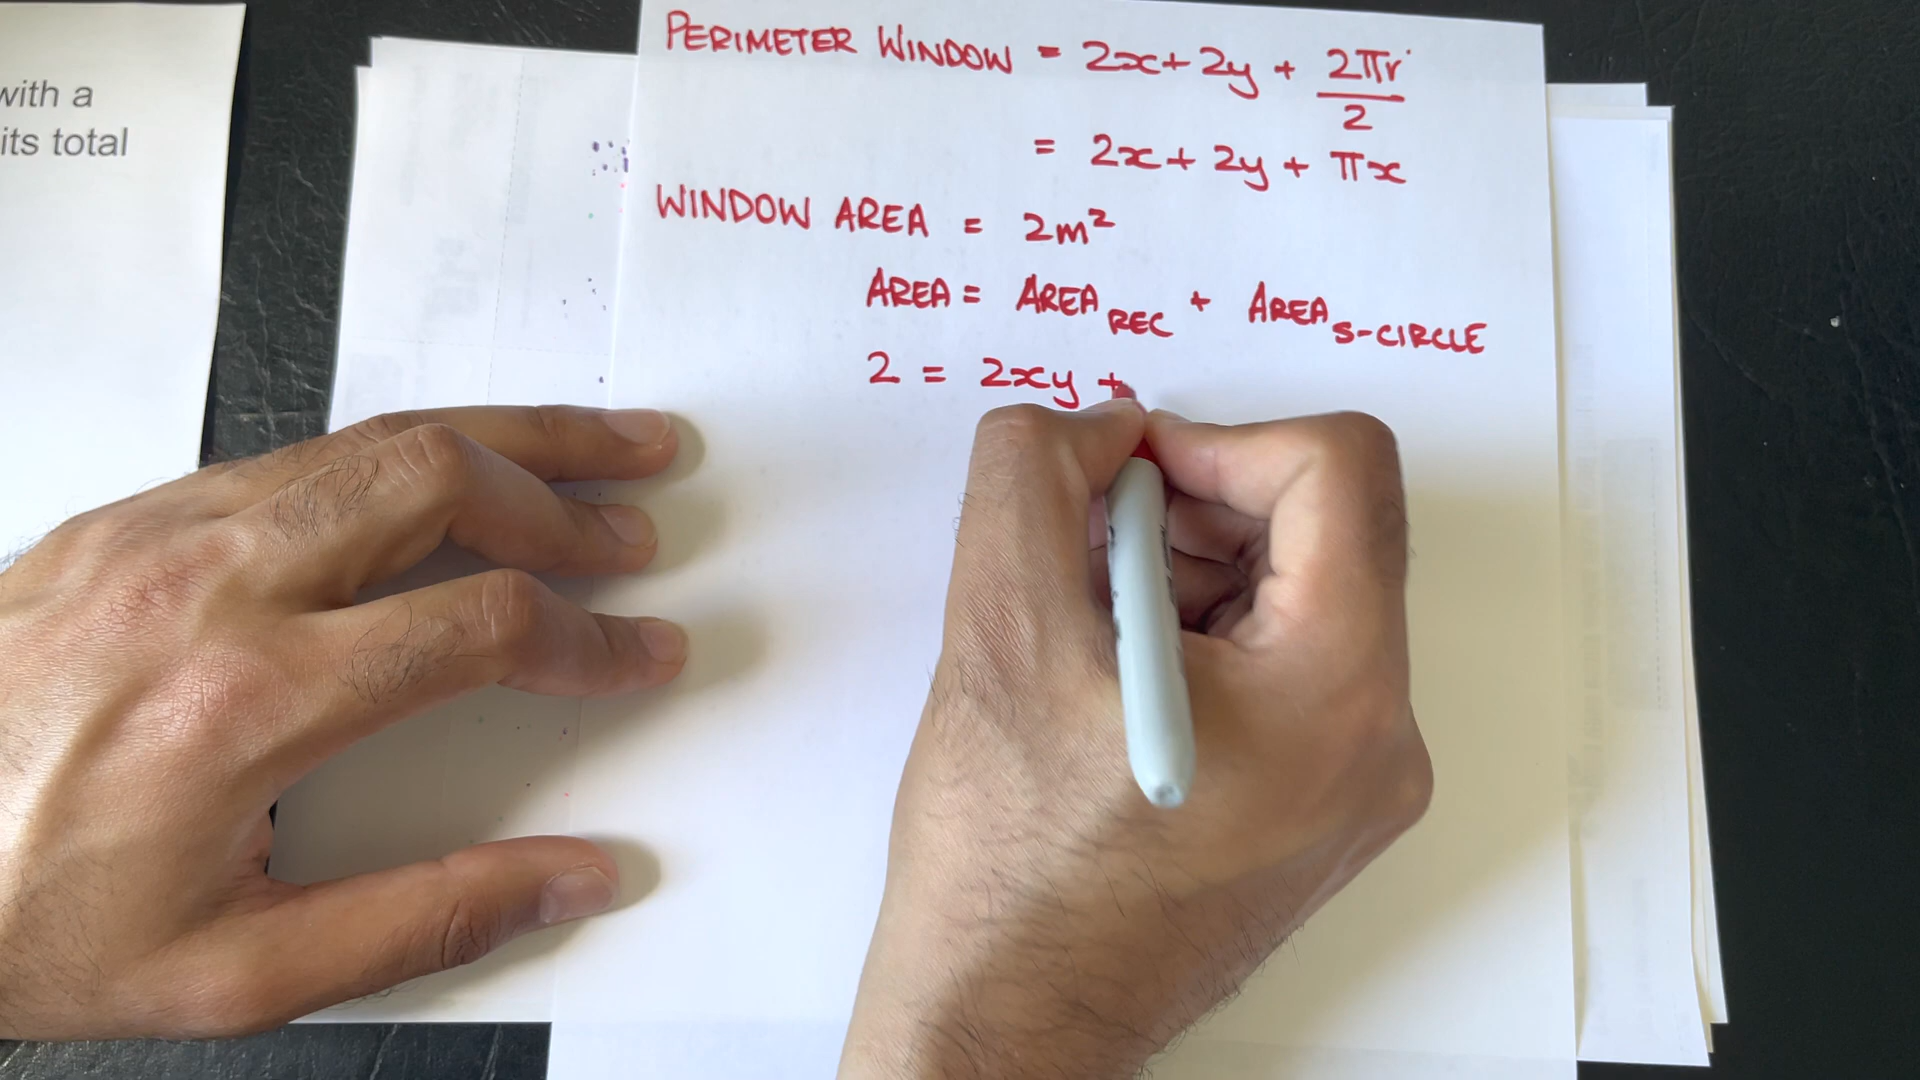 with a
its total
PERIMETER WINDOW = 2x + 2y + 2πr/2
= 2x + 2y + πx
WINDOW AREA = 2m²
AREA = AREA REC + AREA S-CIRCLE
2 = 2xy +